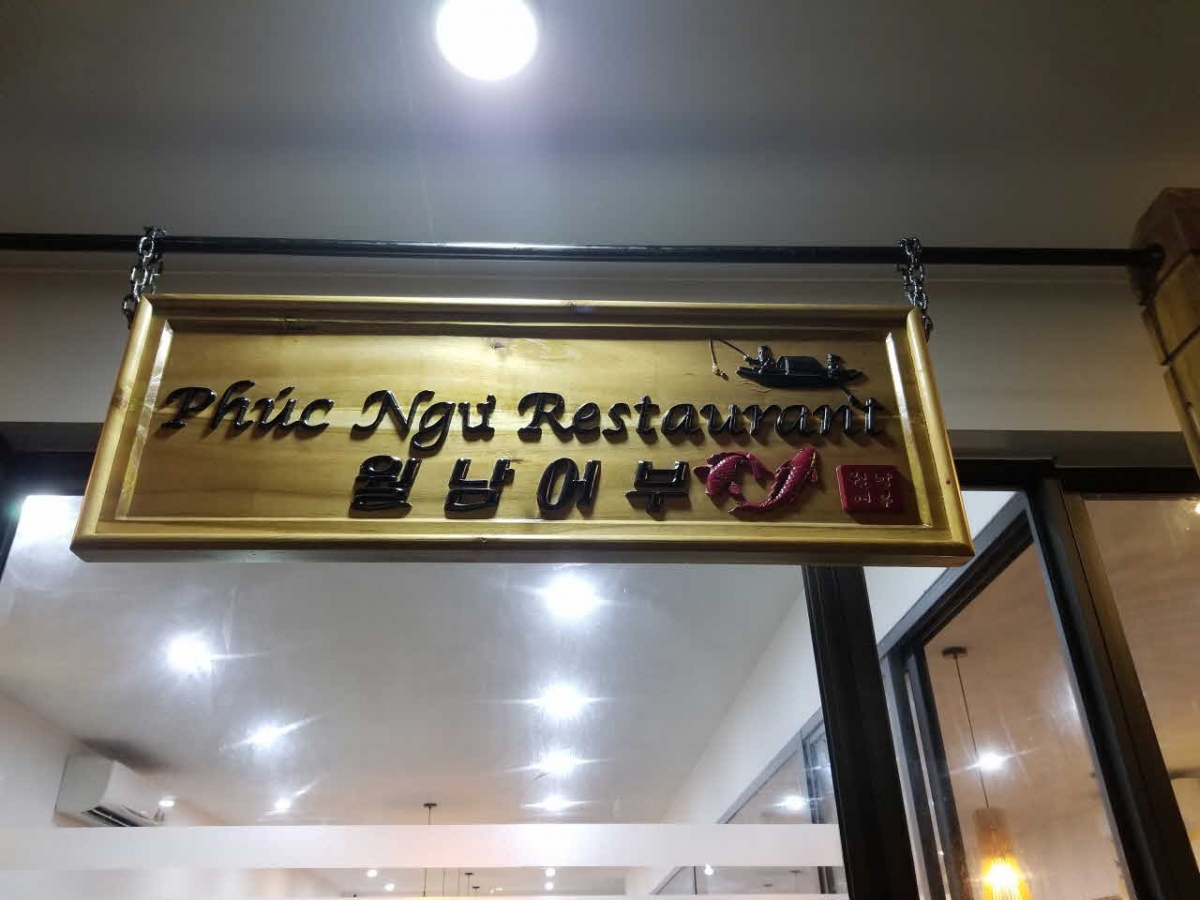 Phúc Ngư Restaurant
월남어부